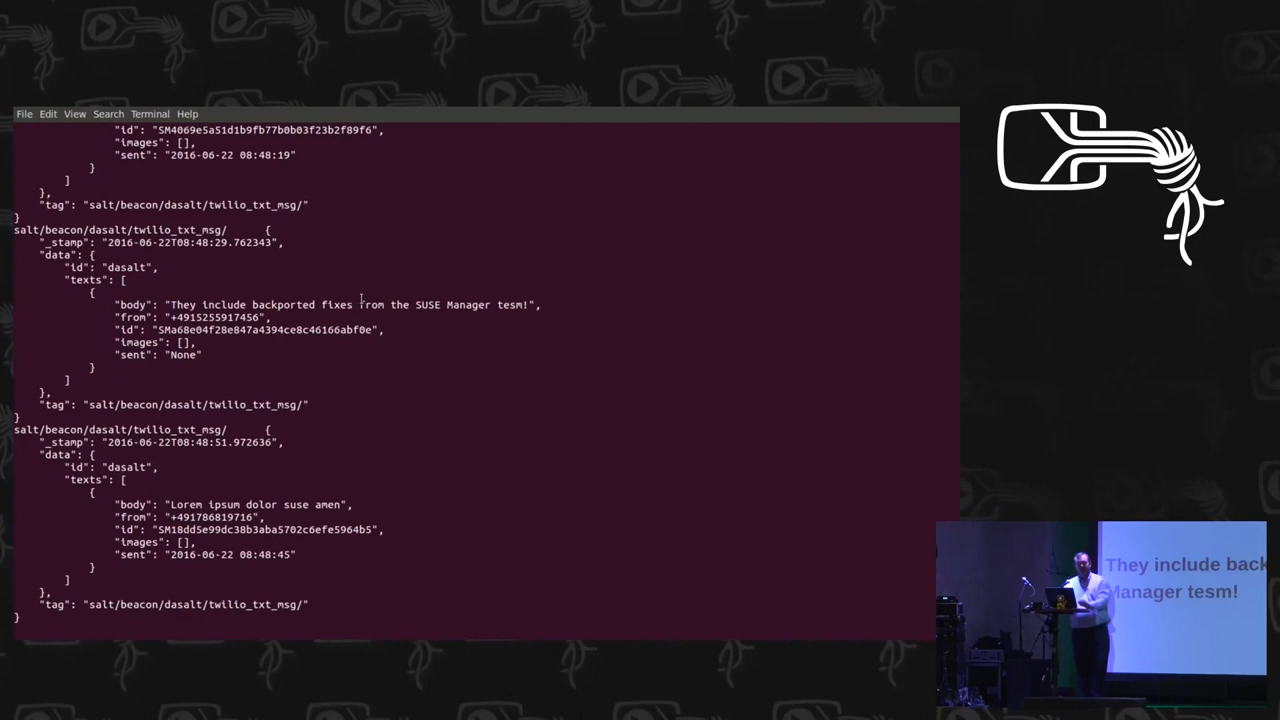 File Edit View Search Terminal Help
"id": "SM4069e5a51d1b9fb77b0b03f23b2f89f6",
"images": [],
"sent": "2016-06-22 08:48:19"
}
]
},
"tag": "salt/beacon/dasalt/twilio_txt_msg/"
}
salt/beacon/dasalt/twilio_txt_msg/ {
"_stamp": "2016-06-22T08:48:29.762343",
"data": {
"id": "dasalt",
"texts": [
{
"body": "They include backported fixes from the SUSE Manager tesm!",
"from": "+4915255917456",
"id": "SMa68e04f28e847a4394ce8c46166abf0e",
"images": [],
"sent": "None"
}
]
},
"tag": "salt/beacon/dasalt/twilio_txt_msg/"
}
salt/beacon/dasalt/twilio_txt_msg/ {
"_stamp": "2016-06-22T08:48:51.972636",
"data": {
"id": "dasalt",
"texts": [
{
"body": "Lorem ipsum dolor suse amen",
"from": "+491786819716",
"id": "SM18dd5e99dc38b3aba5702c6efe5964b5",
"images": [],
"sent": "2016-06-22 08:48:45"
}
]
},
"tag": "salt/beacon/dasalt/twilio_txt_msg/"
}
They include back
Manager tesm!